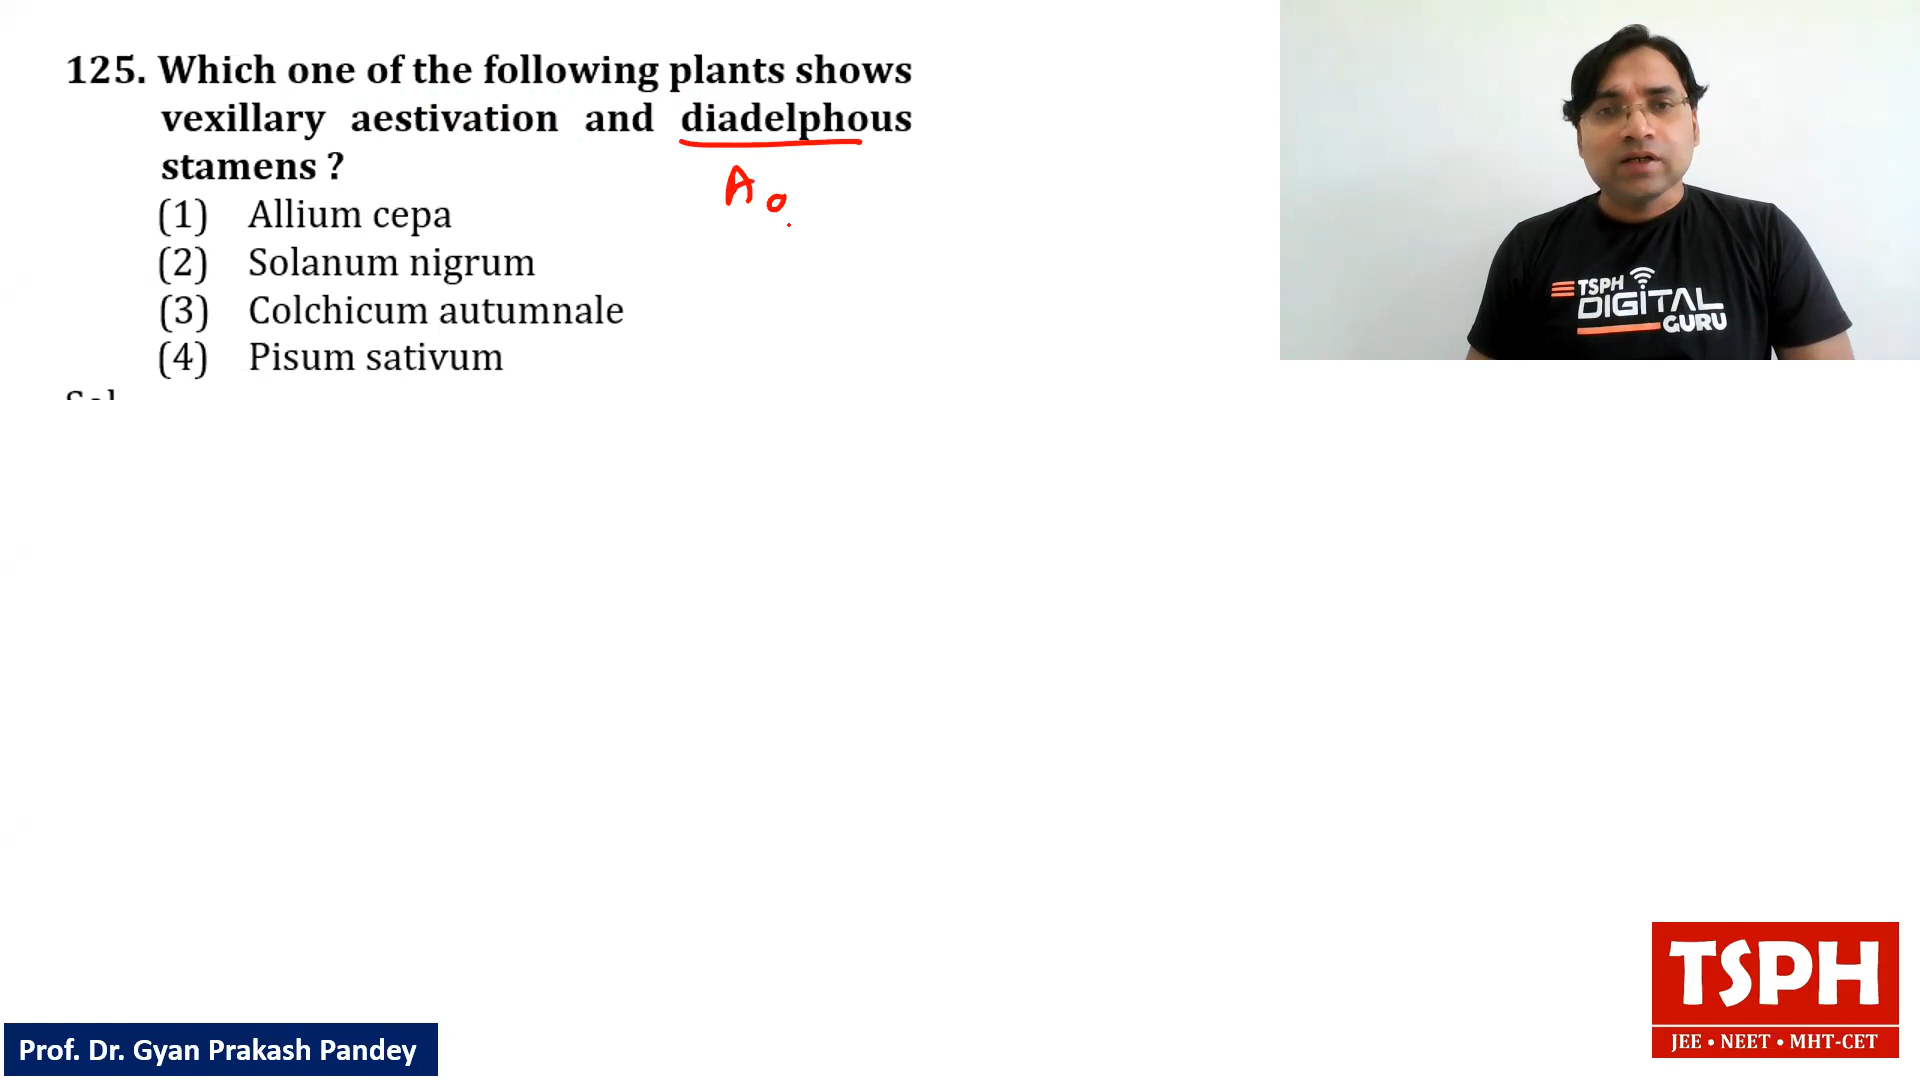 125. Which one of the following plants shows
vexillary aestivation and diadelphous
stamens ?
(1) Allium cepa
(2) Solanum nigrum
(3) Colchicum autumnale
(4) Pisum sativum
A
TSPH
DIGITAL
GURU
TSPH
JEE • NEET • MHT-CET
Prof. Dr. Gyan Prakash Pandey